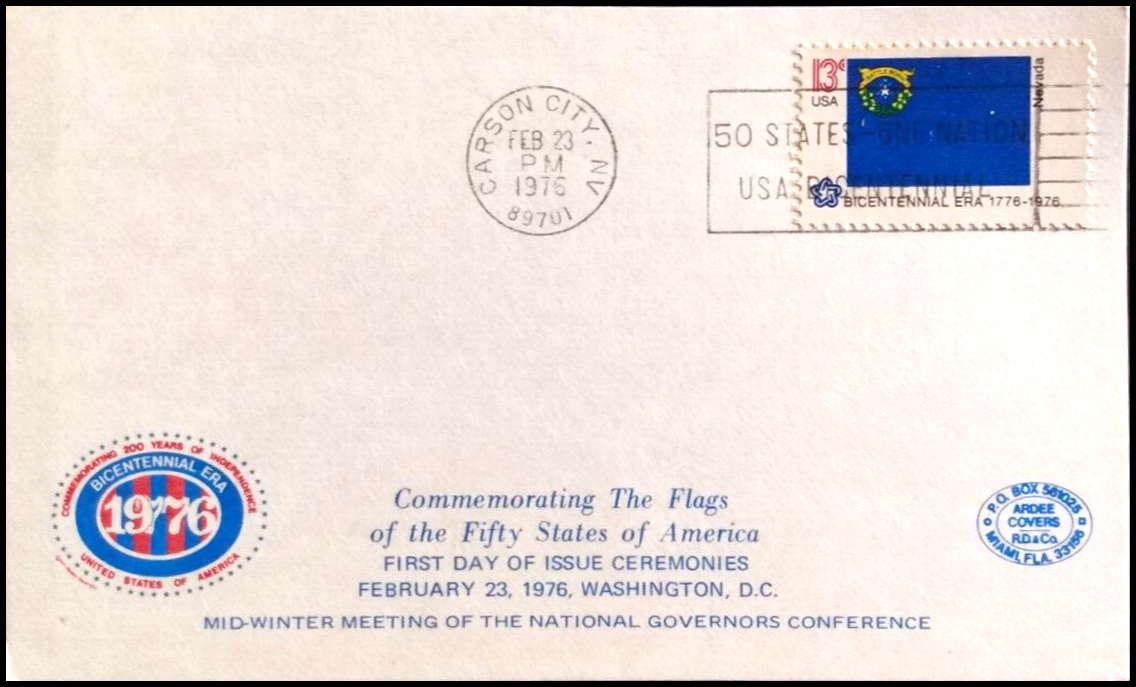 CARSON CITY, NV
FEB 23
PM
1976
89701
13c
USA
BATTLE BORN
Nevada
50 STATES-ONE NATION
USA BICENTENNIAL
BICENTENNIAL ERA 1776-1976
COMMEMORATING 200 YEARS OF INDEPENDENCE
BICENTENNIAL ERA
1976
UNITED STATES OF AMERICA
Commemorating The Flags
of the Fifty States of America
FIRST DAY OF ISSUE CEREMONIES
FEBRUARY 23, 1976, WASHINGTON, D.C.
MID-WINTER MEETING OF THE NATIONAL GOVERNORS CONFERENCE
P.O. BOX 561025
ARDEE
COVERS
R.D.&Co.
MIAMI, FLA. 33156